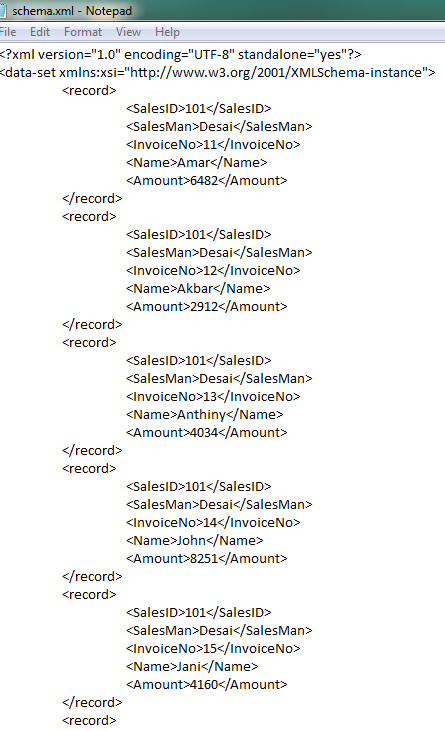 schema.xml - Notepad
File Edit Format View Help
<?xml version="1.0" encoding="UTF-8" standalone="yes"?>
<data-set xmlns:xsi="http://www.w3.org/2001/XMLSchema-instance">
<record>
<SalesID>101</SalesID>
<SalesMan>Desai</SalesMan>
<InvoiceNo>11</InvoiceNo>
<Name>Amar</Name>
<Amount>6482</Amount>
</record>
<record>
<SalesID>101</SalesID>
<SalesMan>Desai</SalesMan>
<InvoiceNo>12</InvoiceNo>
<Name>Akbar</Name>
<Amount>2912</Amount>
</record>
<record>
<SalesID>101</SalesID>
<SalesMan>Desai</SalesMan>
<InvoiceNo>13</InvoiceNo>
<Name>Anthiny</Name>
<Amount>4034</Amount>
</record>
<record>
<SalesID>101</SalesID>
<SalesMan>Desai</SalesMan>
<InvoiceNo>14</InvoiceNo>
<Name>John</Name>
<Amount>8251</Amount>
</record>
<record>
<SalesID>101</SalesID>
<SalesMan>Desai</SalesMan>
<InvoiceNo>15</InvoiceNo>
<Name>Jani</Name>
<Amount>4160</Amount>
</record>
<record>